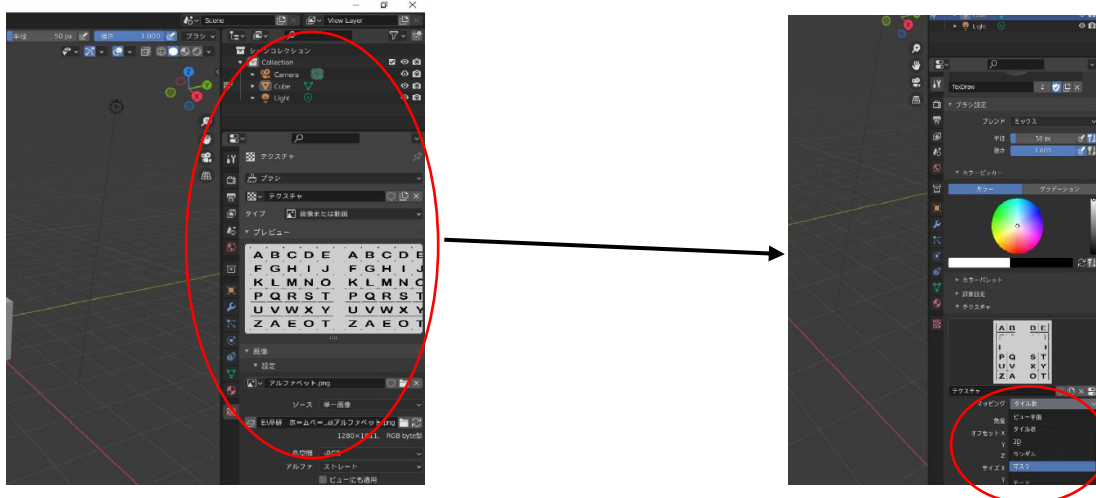 Scene
View Layer
半径 50 px 強さ 1.000 ブラシ
シーンコレクション
Collection
Camera
Cube
Light
テクスチャ
ブラシ
テクスチャ
タイプ 画像または動画
プレビュー
A B C D E A B C D E
F G H I J F G H I J
K L M N O K L M N O
P Q R S T P Q R S T
U V W X Y U V W X Y
Z A E O T Z A E O T
画像
設定
アルファベット.png
ソース 単一画像
1280×1811, RGB byte型
色空間 sRGB
アルファ ストレート
ビューにも適用
Light
TexDraw 2
ブラシ設定
ブレンド ミックス
半径 50 px
強さ 1.000
カラーピッカー
カラー グラデーション
カラーパレット
詳細設定
テクスチャ
A B D E
P Q S T
U V X Y
Z A O T
テクスチャ
マッピング タイル状
角度 ビュー平面
オフセット X タイル状
Y 3D
Z ランダム
サイズ X マスク
Y